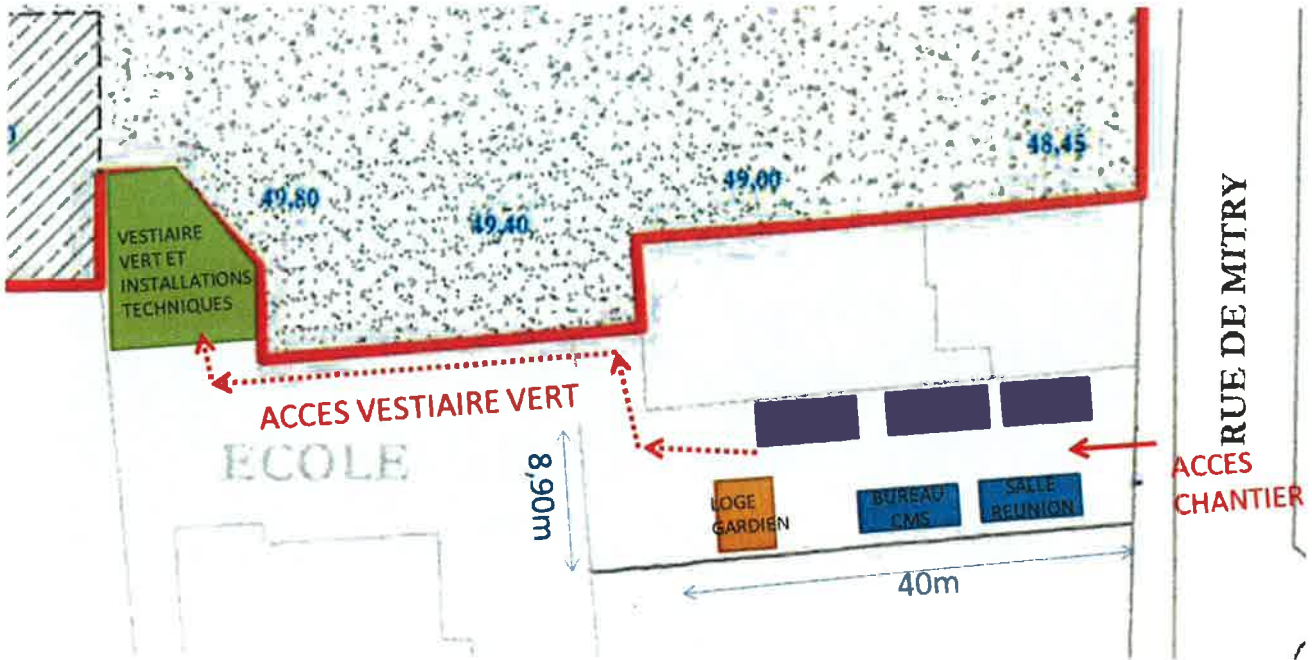 48,45
49,00
49,80
49,40
VESTIAIRE
VERT ET
INSTALLATIONS
TECHNIQUES
RUE DE MITRY
ACCES VESTIAIRE VERT
ECOLE
8,90m
ACCES
CHANTIER
LOGE
GARDIEN
BUREAU
CMS
SALLE
REUNION
40m